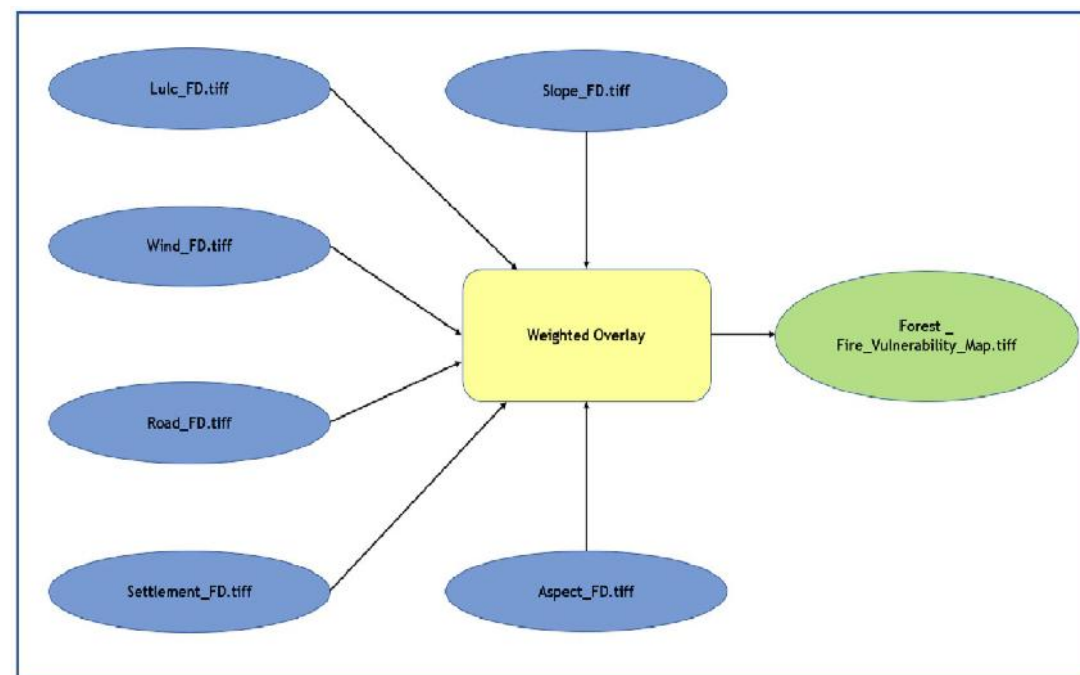 Lulc_FD.tiff
Slope_FD.tiff
Wind_FD.tiff
Weighted Overlay
Forest _
Fire_Vulnerability_Map.tiff
Road_FD.tiff
Settlement_FD.tiff
Aspect_FD.tiff